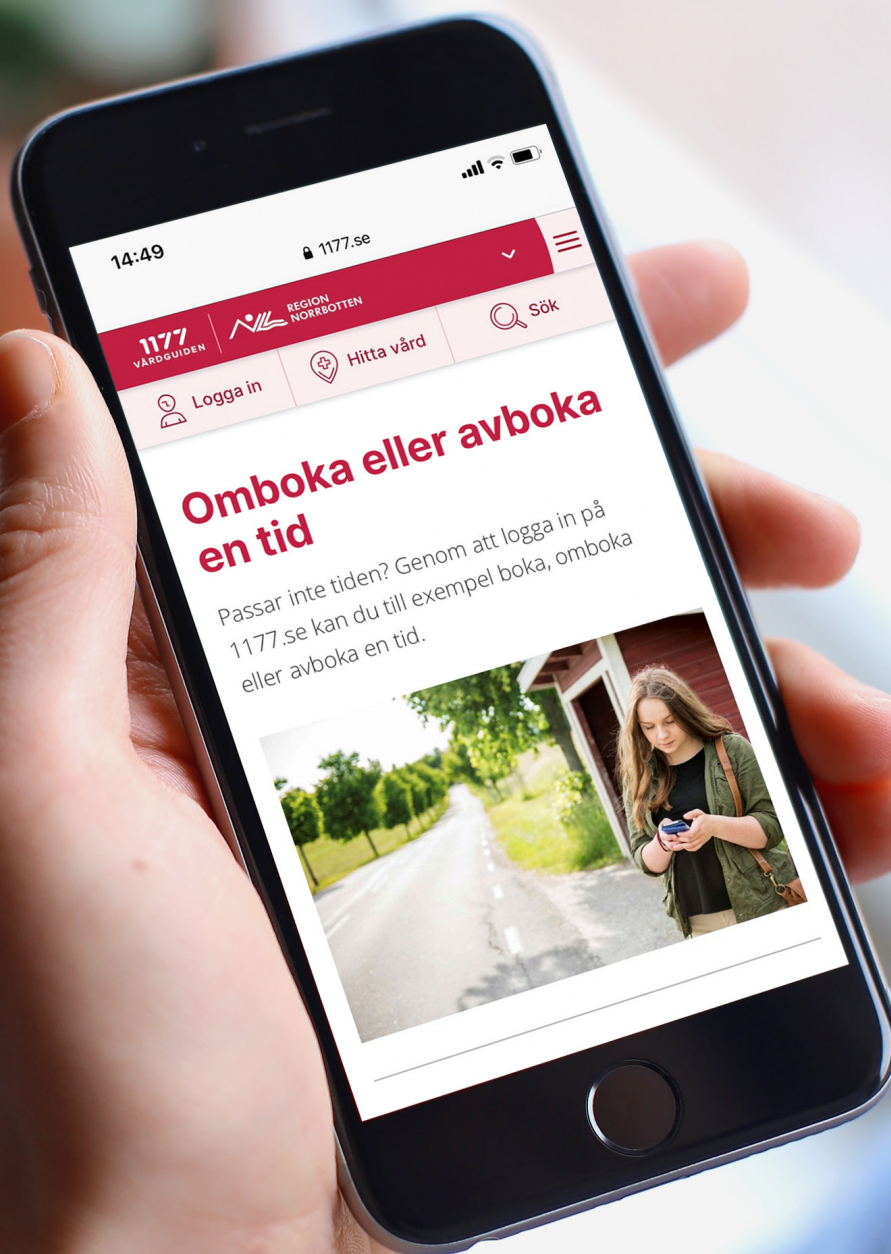 14:49
1177.se
1177
VÅRDGUIDEN
REGION
NORRBOTTEN
Logga in
Hitta vård
Sök
Omboka eller avboka
en tid
Passar inte tiden? Genom att logga in på
1177.se kan du till exempel boka, omboka
eller avboka en tid.